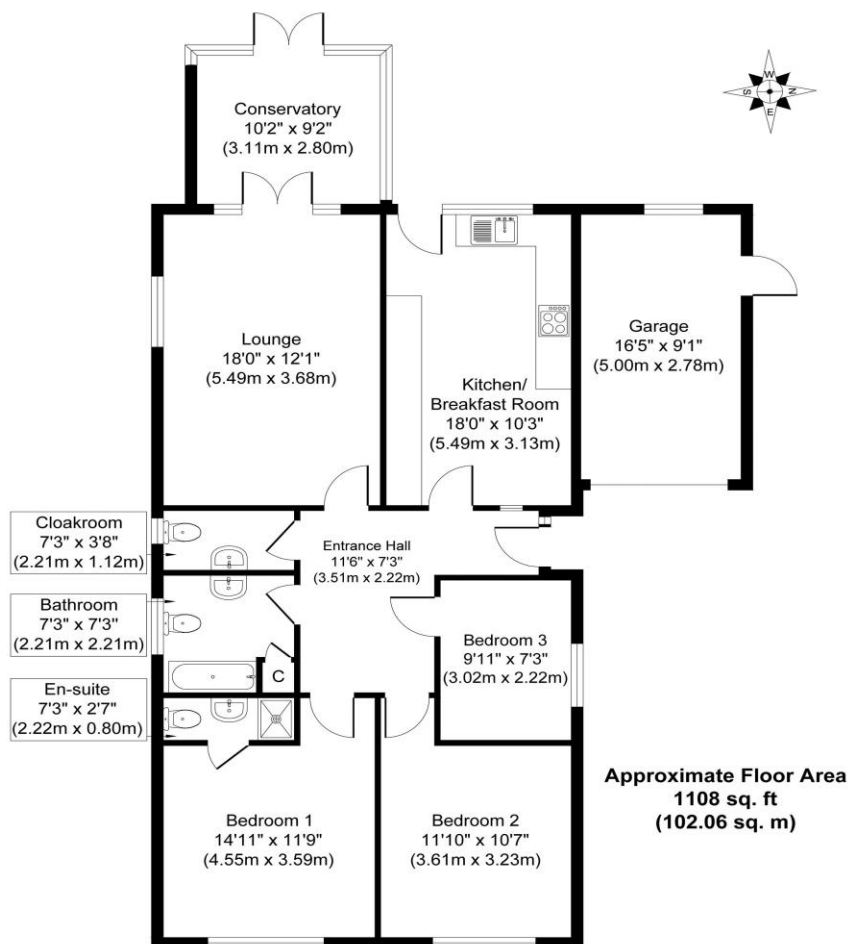 Conservatory
10'2" x 9'2"
(3.11m x 2.80m)
W
S
N
E
Lounge
18'0" x 12'1"
(5.49m x 3.68m)
Kitchen/
Breakfast Room
18'0" x 10'3"
(5.49m x 3.13m)
Garage
16'5" x 9'1"
(5.00m x 2.78m)
Cloakroom
7'3" x 3'8"
(2.21m x 1.12m)
Entrance Hall
11'6" x 7'3"
(3.51m x 2.22m)
Bathroom
7'3" x 7'3"
(2.21m x 2.21m)
C
Bedroom 3
9'11" x 7'3"
(3.02m x 2.22m)
En-suite
7'3" x 2'7"
(2.22m x 0.80m)
Bedroom 1
14'11" x 11'9"
(4.55m x 3.59m)
Bedroom 2
11'10" x 10'7"
(3.61m x 3.23m)
Approximate Floor Area
1108 sq. ft
(102.06 sq. m)